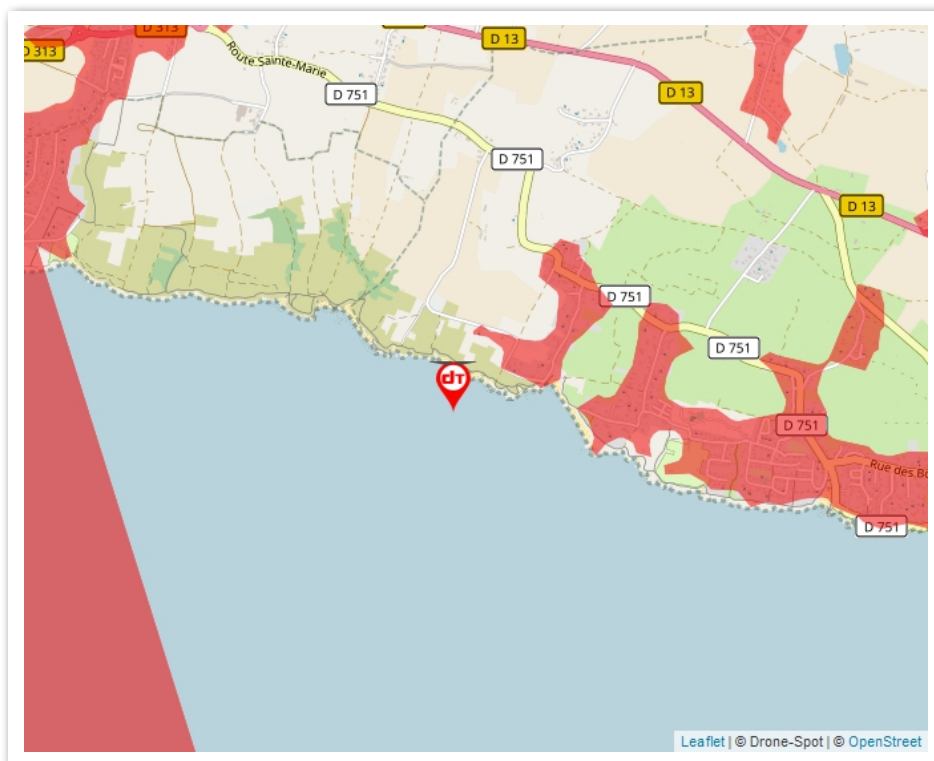 D 313
D 313
D 13
Route Sainte-Marie
D 751
D 13
D 751
D 13
D 751
D 751
dT
D 751
Rue des Bo
D 751
Leaflet | © Drone-Spot | © OpenStreet